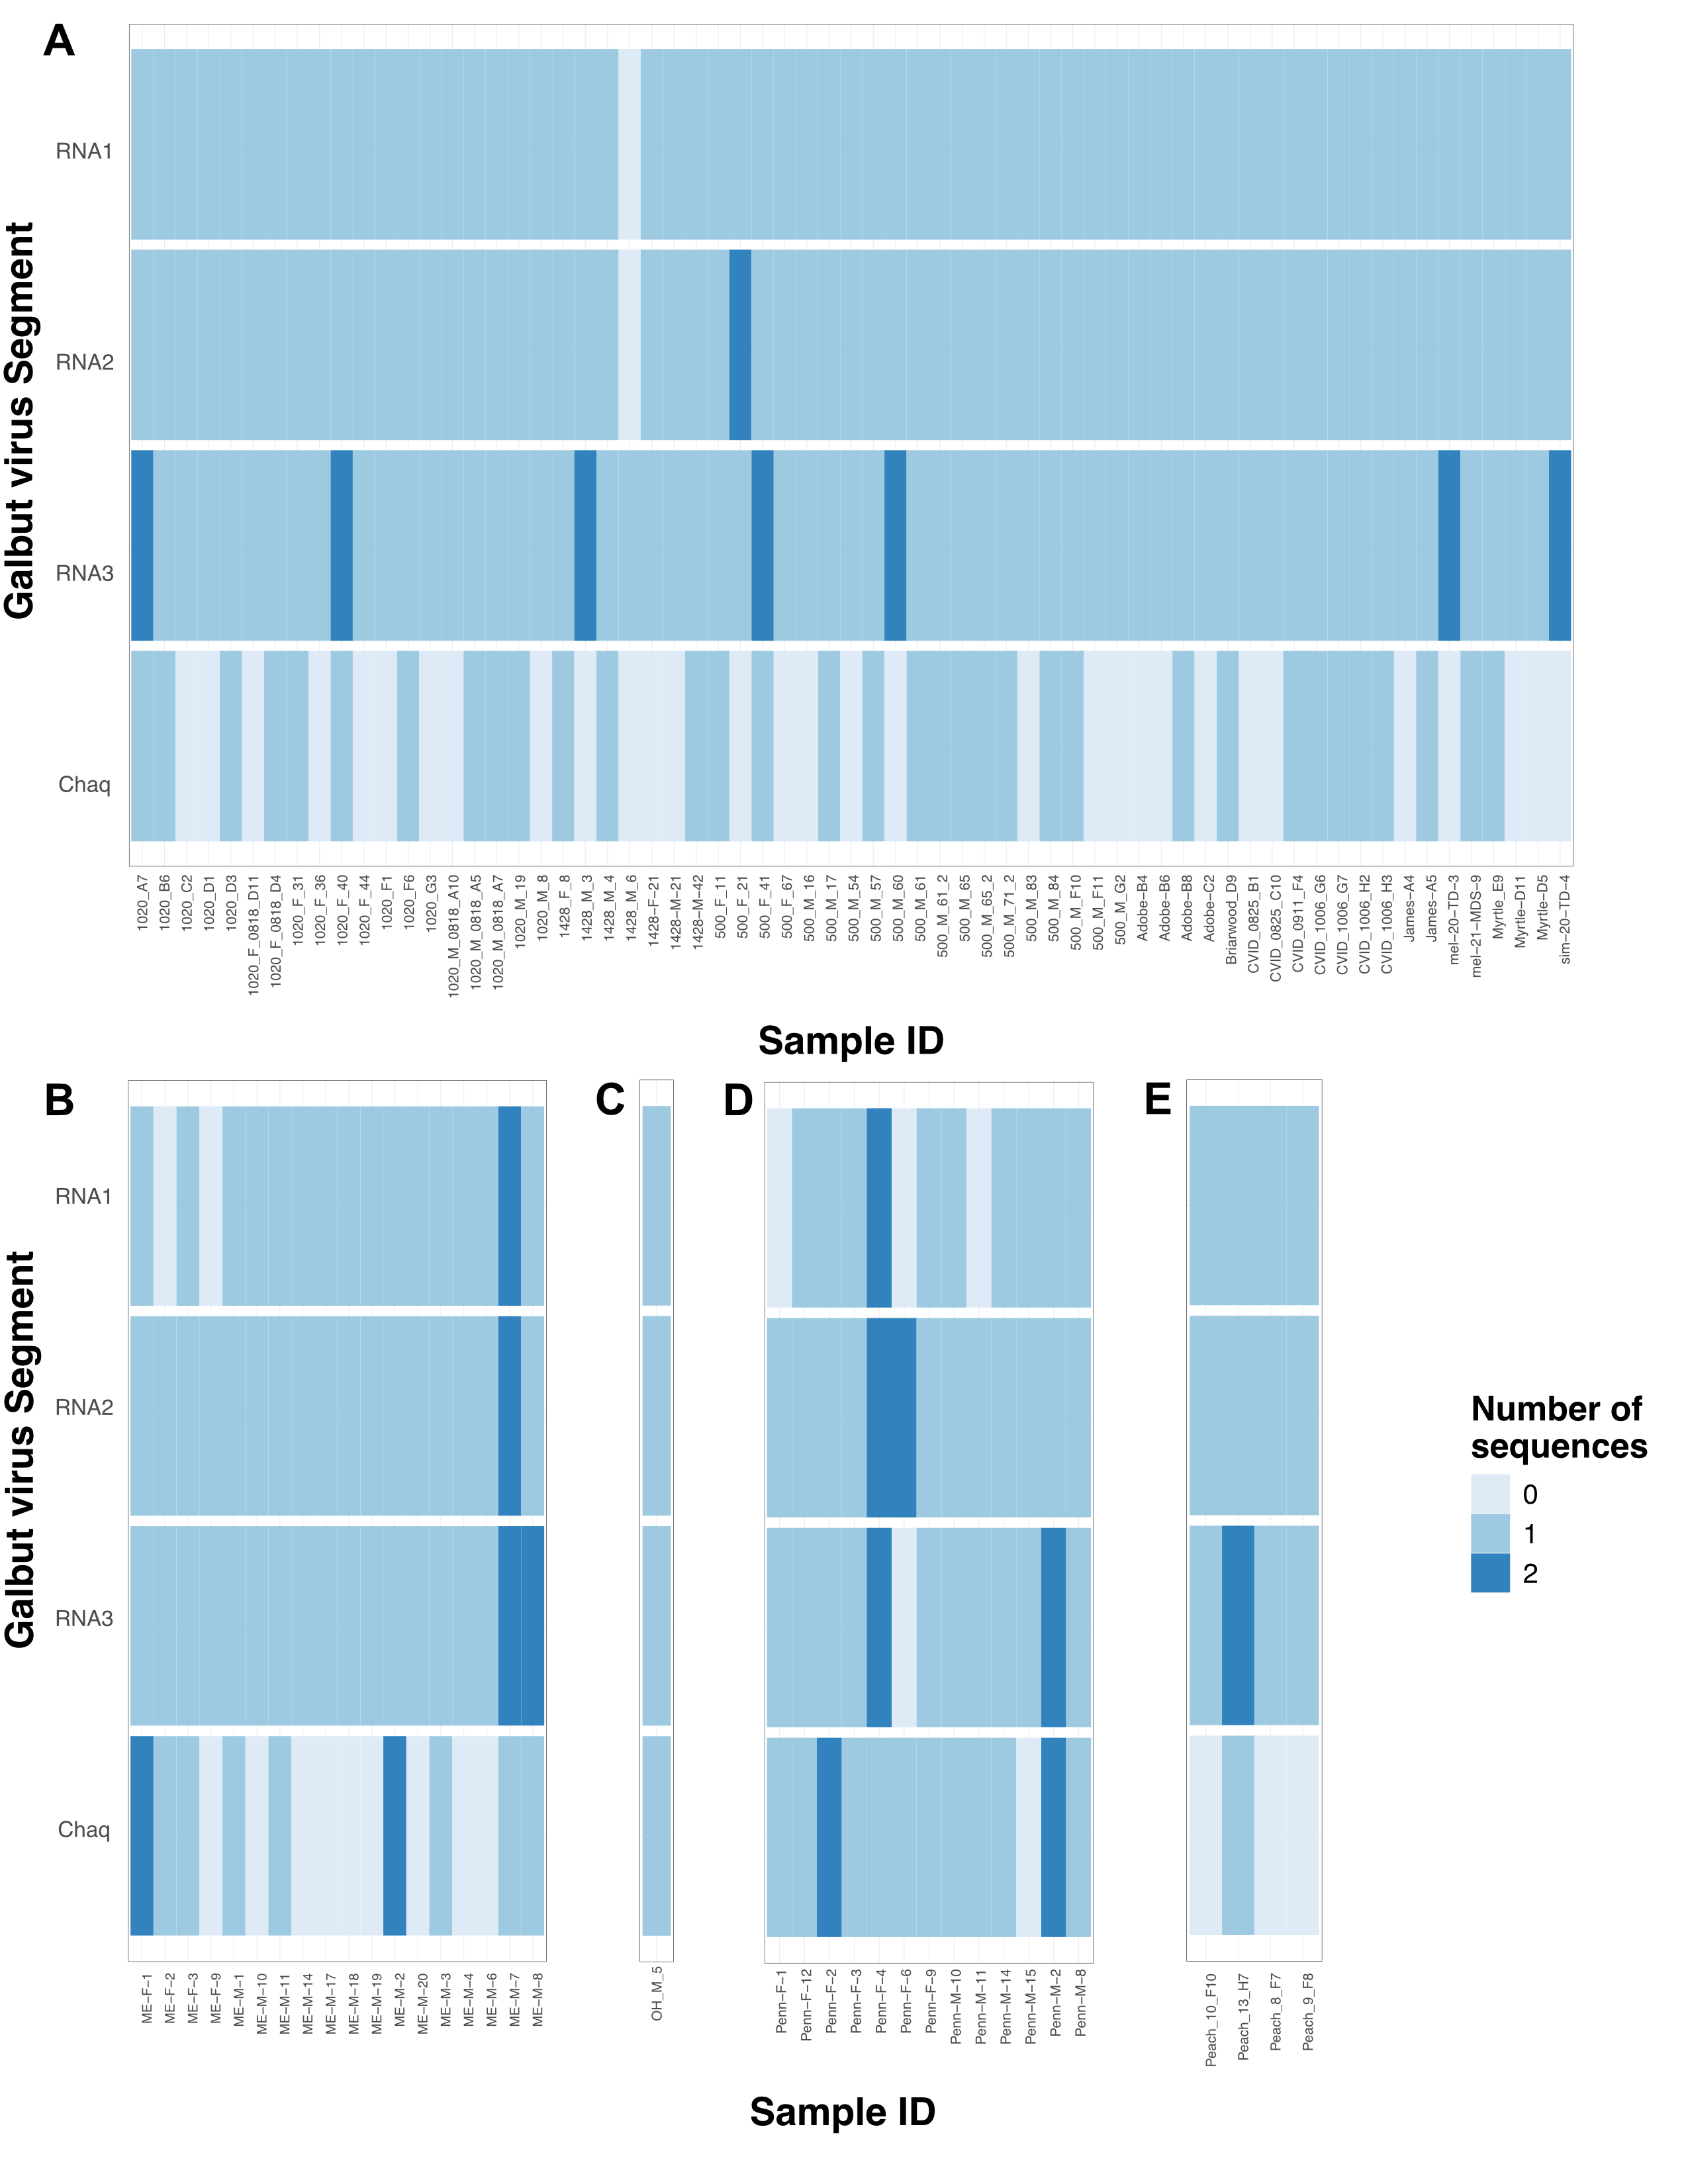 A
Galbut virus Segment
RNA1
RNA2
RNA3
Chaq
1020_A7
1020_B6
1020_C2
1020_D1
1020_D3
1020_F_0818_D11
1020_F_0818_D4
1020_F_31
1020_F_36
1020_F_40
1020_F_44
1020_F1
1020_F6
1020_G3
1020_M_0818_A10
1020_M_0818_A5
1020_M_0818_A7
1020_M_19
1020_M_8
1428_F_8
1428_M_3
1428_M_4
1428_M_6
1428−F−21
1428−M−21
1428−M−42
500_F_11
500_F_21
500_F_41
500_F_67
500_M_16
500_M_17
500_M_54
500_M_57
500_M_60
500_M_61
500_M_61_2
500_M_65
500_M_65_2
500_M_71_2
500_M_83
500_M_84
500_M_F10
500_M_F11
500_M_G2
Adobe−B4
Adobe−B6
Adobe−B8
Adobe−C2
Briarwood_D9
CVID_0825_B1
CVID_0825_C10
CVID_0911_F4
CVID_1006_G6
CVID_1006_G7
CVID_1006_H2
CVID_1006_H3
James−A4
James−A5
mel−20−TD−3
mel−21−MDS−9
Myrtle_E9
Myrtle−D11
Myrtle−D5
sim−20−TD−4
Sample ID
B
C
D
E
Galbut virus Segment
RNA1
RNA2
RNA3
Chaq
ME−F−1
ME−F−2
ME−F−3
ME−F−9
ME−M−1
ME−M−10
ME−M−11
ME−M−14
ME−M−17
ME−M−18
ME−M−19
ME−M−2
ME−M−20
ME−M−3
ME−M−4
ME−M−6
ME−M−7
ME−M−8
OH_M_5
Penn−F−1
Penn−F−12
Penn−F−2
Penn−F−3
Penn−F−4
Penn−F−6
Penn−F−9
Penn−M−10
Penn−M−11
Penn−M−14
Penn−M−15
Penn−M−2
Penn−M−8
Peach_10_F10
Peach_13_H7
Peach_8_F7
Peach_9_F8
Number of
sequences
0
1
2
Sample ID